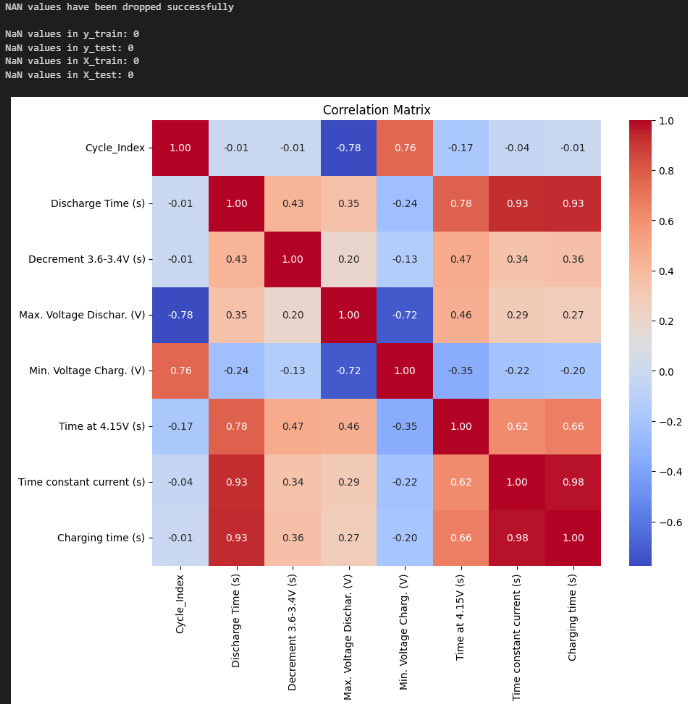 NAN values have been dropped successfully
NaN values in y_train: 0
NaN values in y_test: 0
NaN values in X_train: 0
NaN values in X_test: 0
Correlation Matrix
Cycle_Index 1.00 -0.01 -0.01 -0.78 0.76 -0.17 -0.04 -0.01
Discharge Time (s) -0.01 1.00 0.43 0.35 -0.24 0.78 0.93 0.93
Decrement 3.6-3.4V (s) -0.01 0.43 1.00 0.20 -0.13 0.47 0.34 0.36
Max. Voltage Dischar. (V) -0.78 0.35 0.20 1.00 -0.72 0.46 0.29 0.27
Min. Voltage Charg. (V) 0.76 -0.24 -0.13 -0.72 1.00 -0.35 -0.22 -0.20
Time at 4.15V (s) -0.17 0.78 0.47 0.46 -0.35 1.00 0.62 0.66
Time constant current (s) -0.04 0.93 0.34 0.29 -0.22 0.62 1.00 0.98
Charging time (s) -0.01 0.93 0.36 0.27 -0.20 0.66 0.98 1.00
Cycle_Index
Discharge Time (s)
Decrement 3.6-3.4V (s)
Max. Voltage Dischar. (V)
Min. Voltage Charg. (V)
Time at 4.15V (s)
Time constant current (s)
Charging time (s)
1.0
0.8
0.6
0.4
0.2
0.0
−0.2
−0.4
−0.6